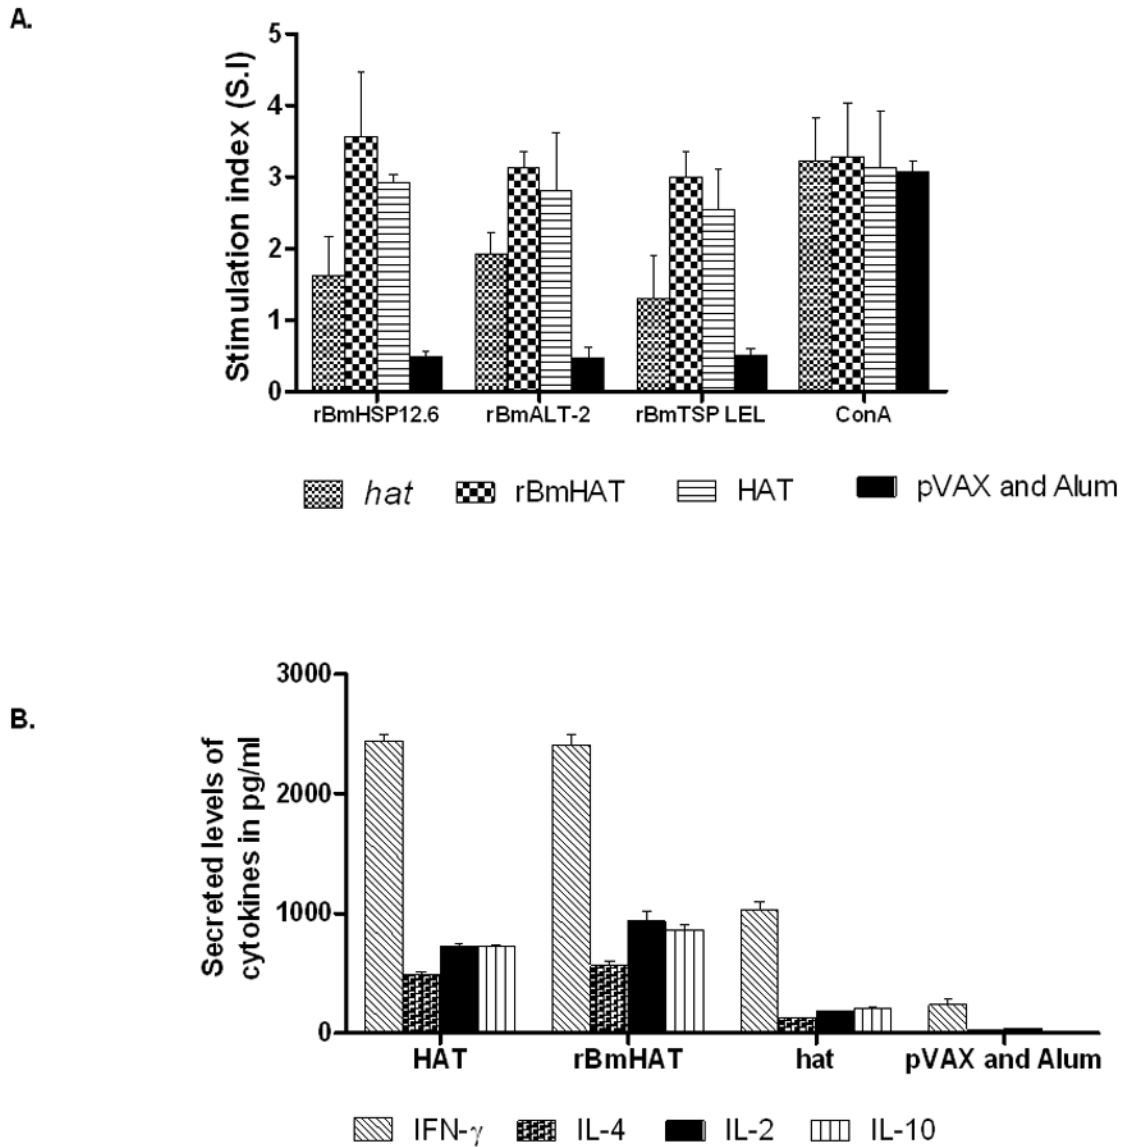 A.
Stimulation index (S.I)
5
4
3
2
1
0
rBmHSP12.6 rBmALT-2 rBmTSP LEL ConA
hat rBmHAT HAT pVAX and Alum
B.
Secreted levels of
cytokines in pg/ml
3000
2000
1000
0
HAT rBmHAT hat pVAX and Alum
IFN-γ IL-4 IL-2 IL-10